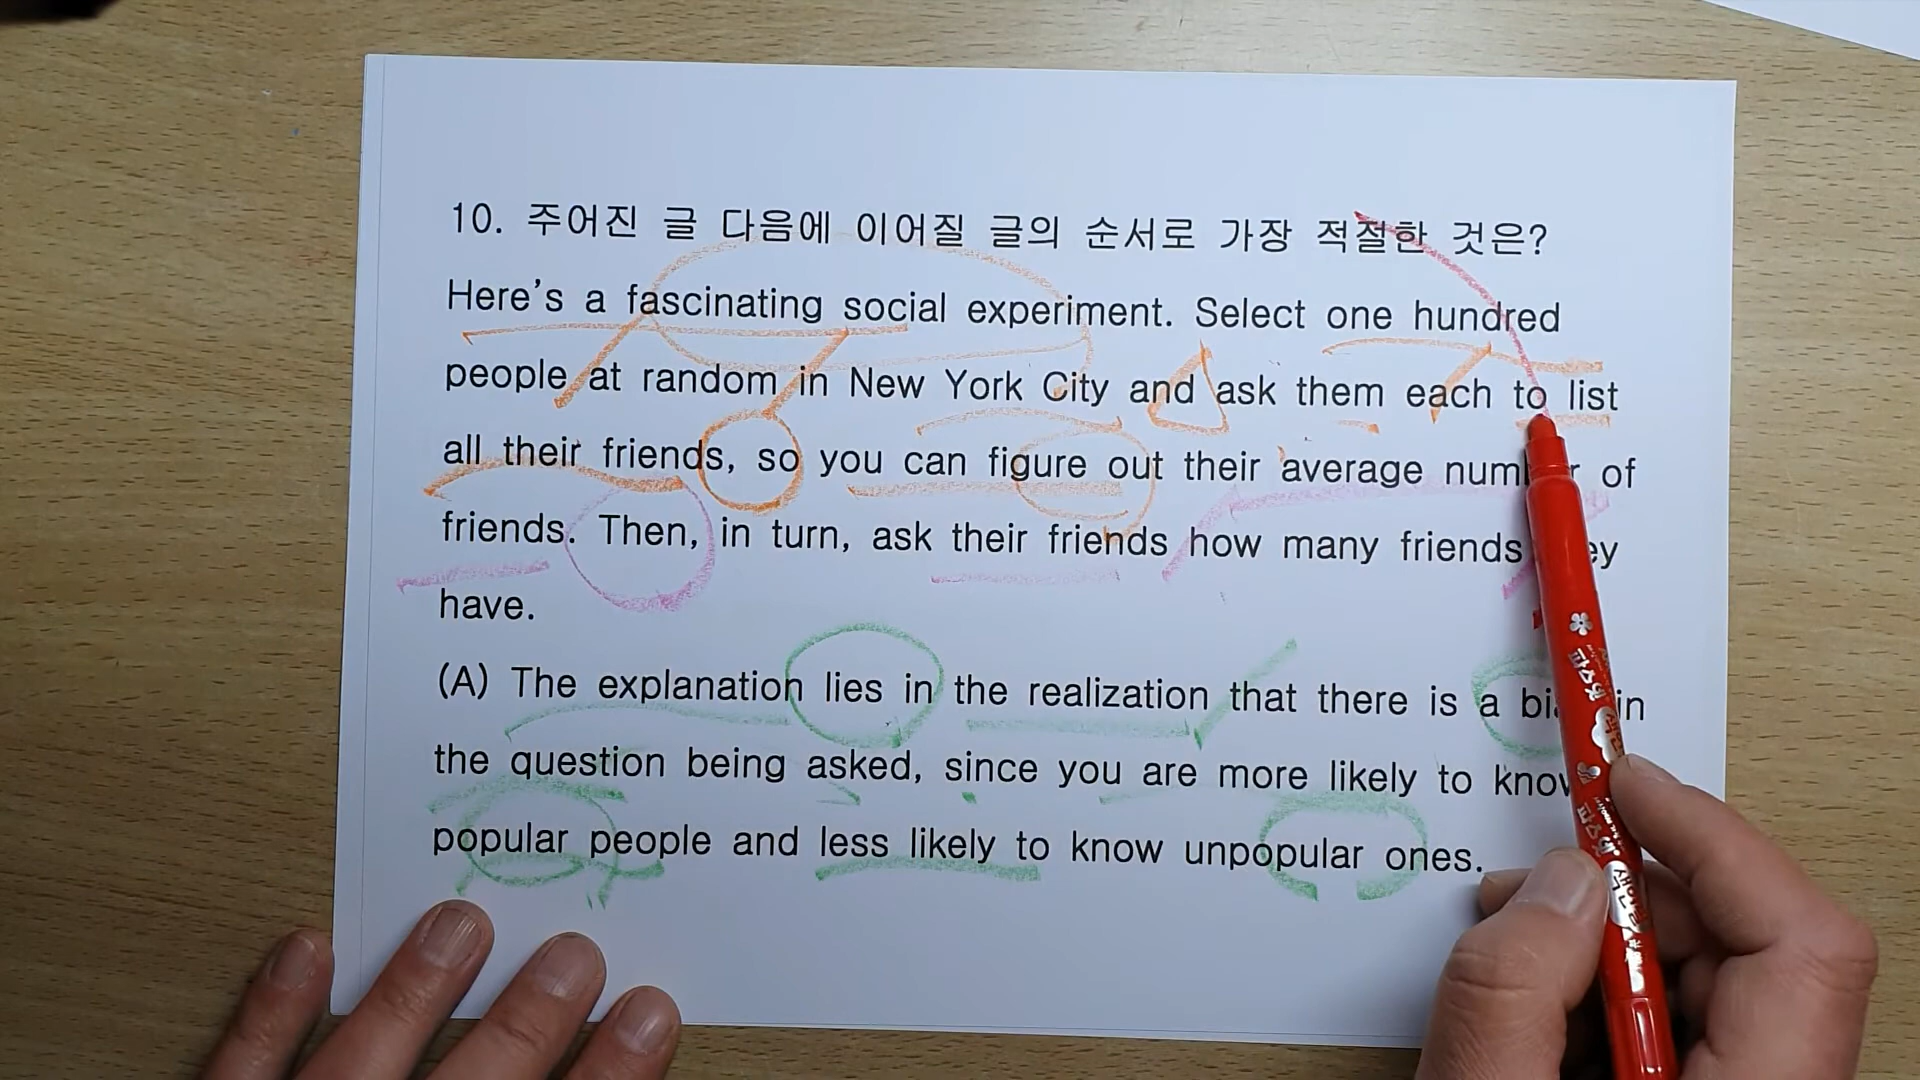 10. 주어진 글 다음에 이어질 글의 순서로 가장 적절한 것은?
Here's a fascinating social experiment. Select one hundred
people at random in New York City and ask them each to list
all their friends, so you can figure out their average of
friends. Then, in turn, ask their friends how many friends
have.
(A) The explanation lies in the realization that there is a in
the question being asked, since you are more likely to
popular people and less likely to know unpopular ones.